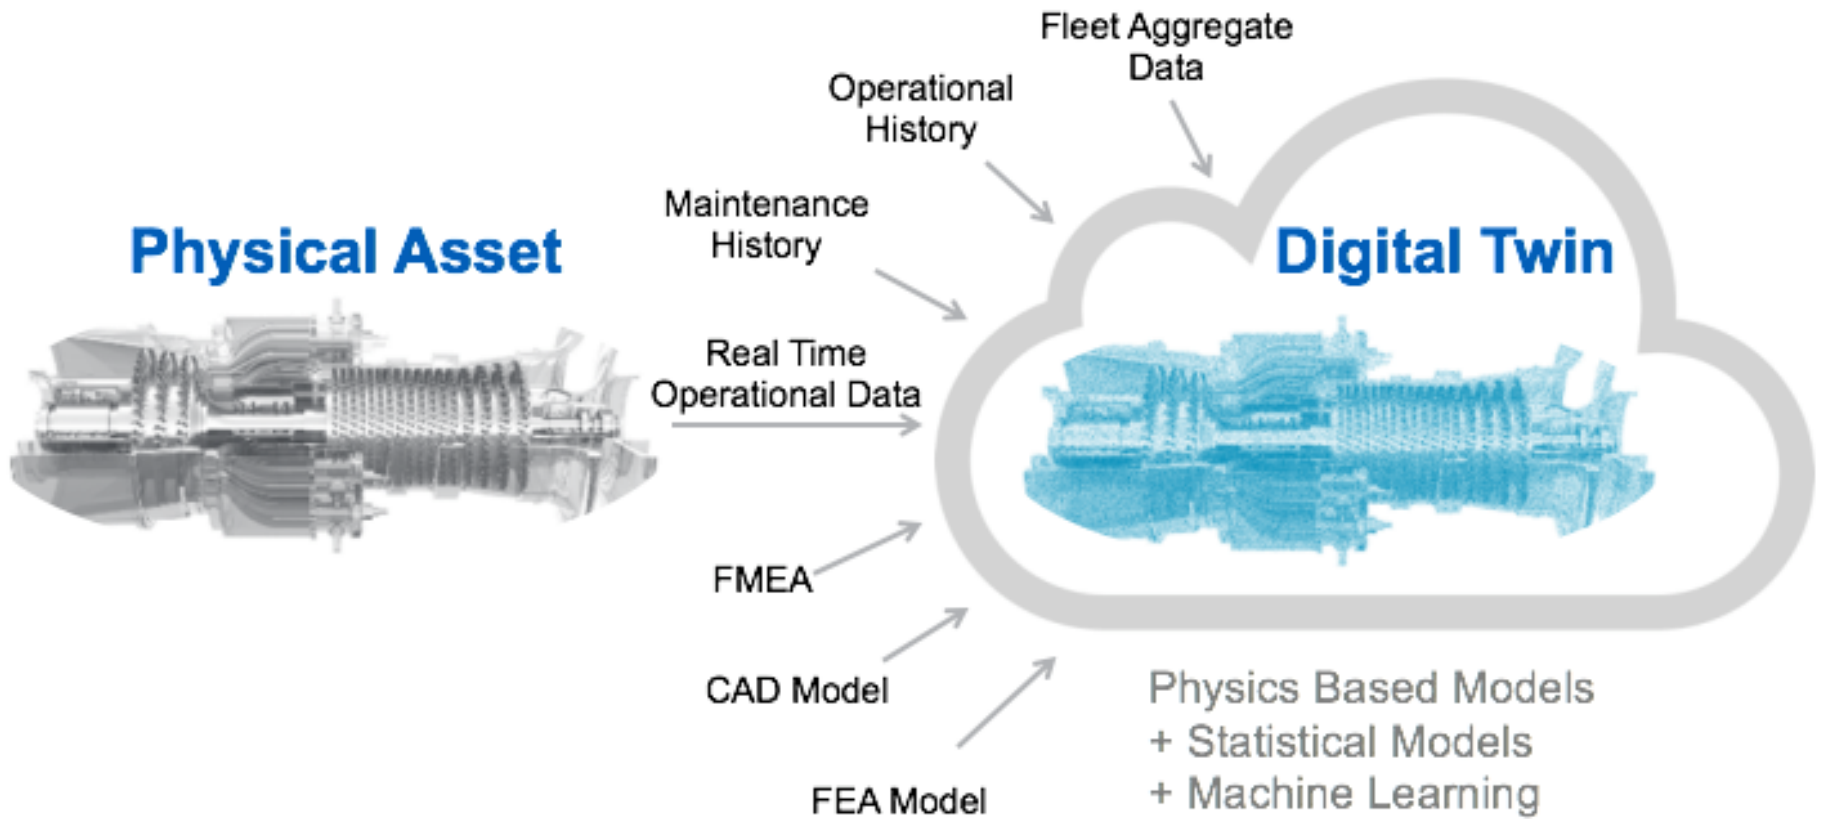 Fleet Aggregate
Data
Operational
History
Maintenance
History
Physical Asset
Digital Twin
Real Time
Operational Data
FMEA
CAD Model
FEA Model
Physics Based Models
+ Statistical Models
+ Machine Learning